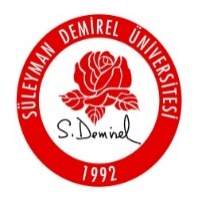 SÜLEYMAN DEMİREL ÜNİVERSİTESİ
S. Demirel
1992